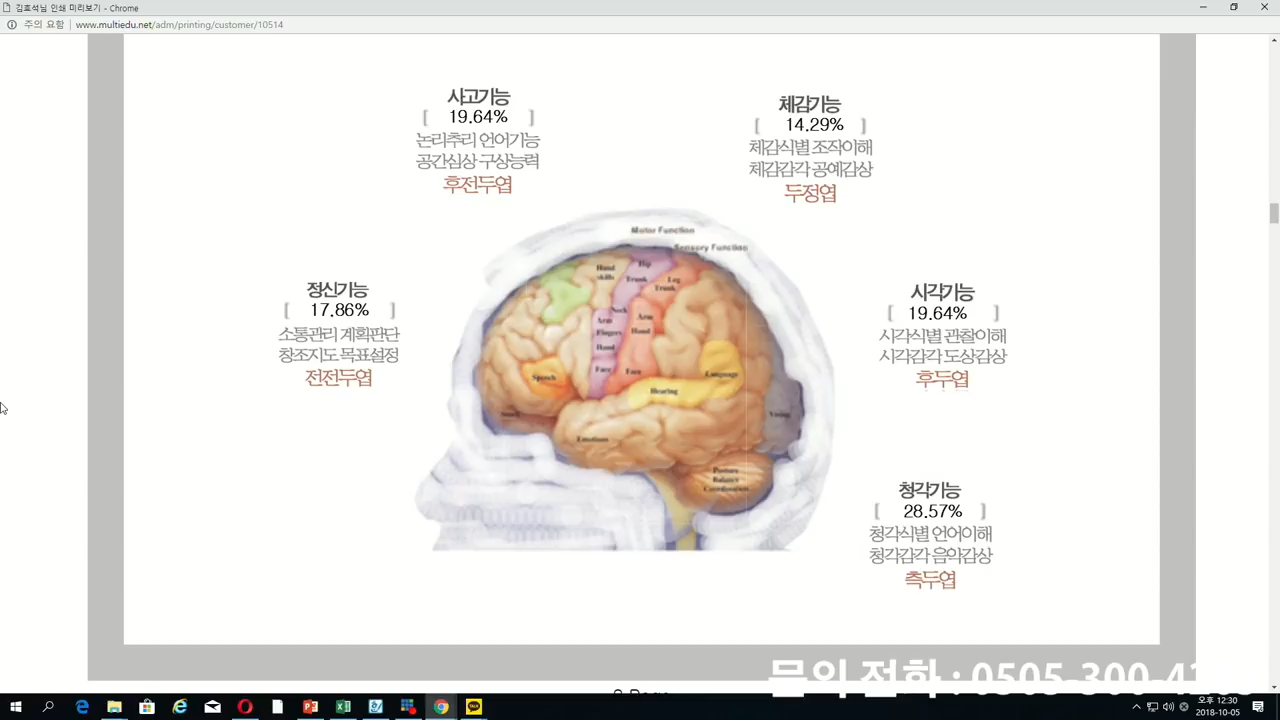 김효석님 인쇄 미리보기 - Chrome
주의 요함 | www.multiedu.net/adm/printing/customer/10514
사고기능
[ 19.64% ]
논리추리 언어기능
공간심상 구상능력
후전두엽
체감기능
[ 14.29% ]
체감식별 조작이해
체감감각 공예감상
두정엽
정신기능
[ 17.86% ]
소통관리 계획판단
창조지도 목표설정
전전두엽
시각기능
[ 19.64% ]
시각식별 관찰이해
시각감각 도상감상
후두엽
청각기능
[ 28.57% ]
청각식별 언어이해
청각감각 음악감상
측두엽
Motor Function
Sensory Function
Hand
skills
Hip
Trunk
Leg
Trunk
Neck
Arm
Arm
Fingers
Hand
Hand
Face
Face
Speech
Language
Hearing
Smell
Emotions
Posture
Balance
Coordination
문의 전화 : 0505-300-4
TALK
오후 12:30
2018-10-05